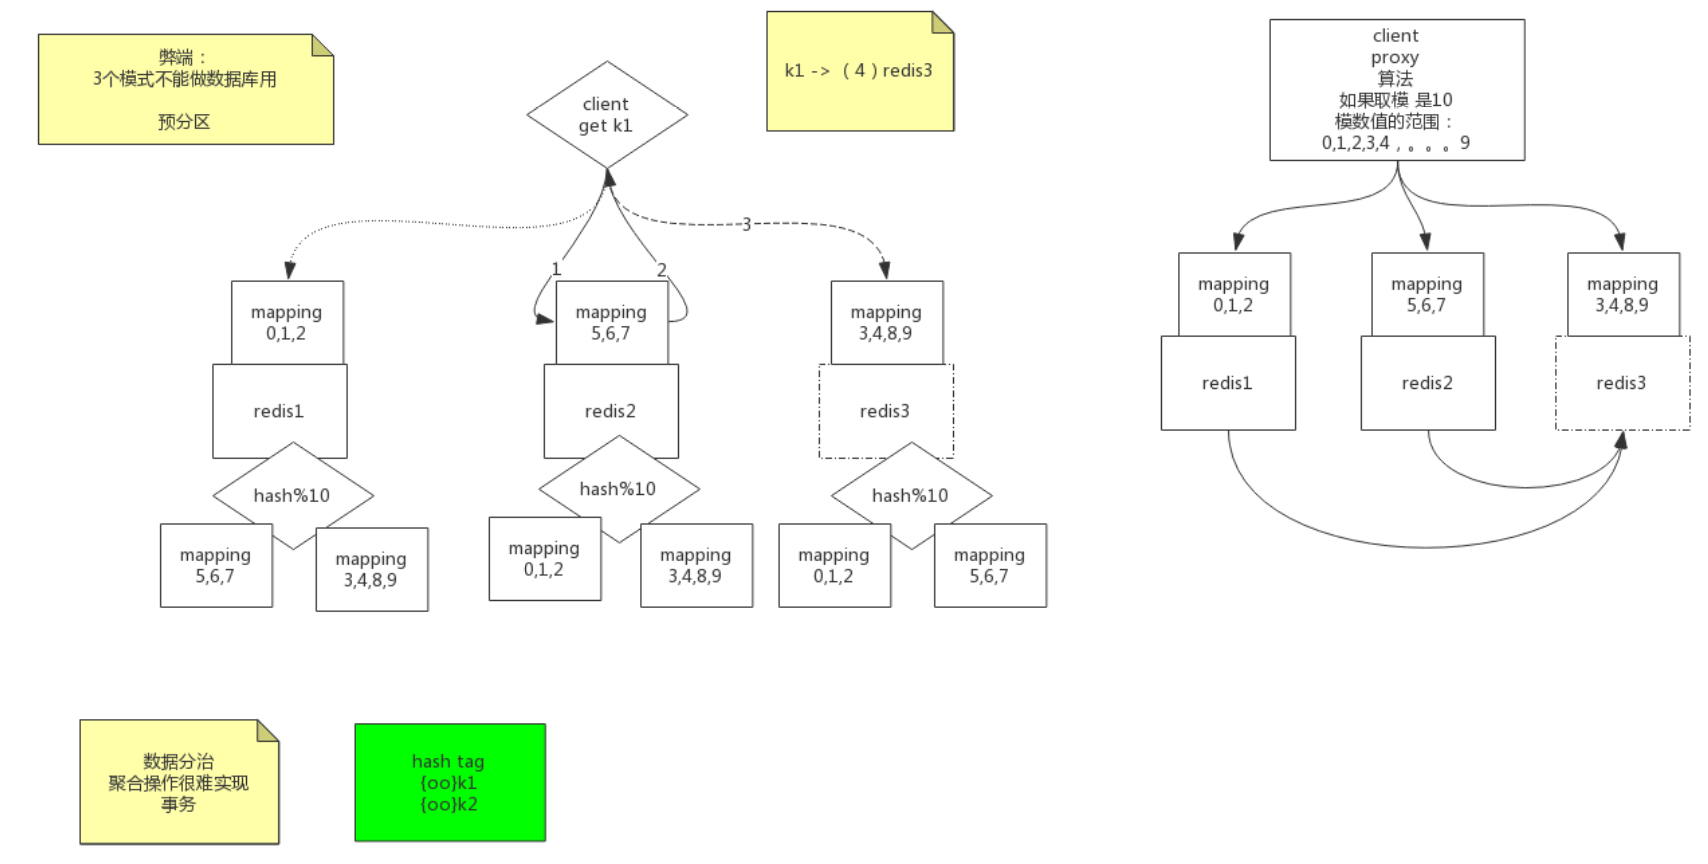 弊端：
3个模式不能做数据库用
预分区
client
get k1
k1 -> （4）redis3
client
proxy
算法
如果取模 是10
模数值的范围：
0,1,2,3,4，。。。9
1
2
3
mapping
0,1,2
redis1
hash%10
mapping
5,6,7
mapping
3,4,8,9
mapping
5,6,7
redis2
hash%10
mapping
0,1,2
mapping
3,4,8,9
mapping
3,4,8,9
redis3
hash%10
mapping
0,1,2
mapping
5,6,7
mapping
0,1,2
redis1
mapping
5,6,7
redis2
mapping
3,4,8,9
redis3
数据分治
聚合操作很难实现
事务
hash tag
{oo}k1
{oo}k2